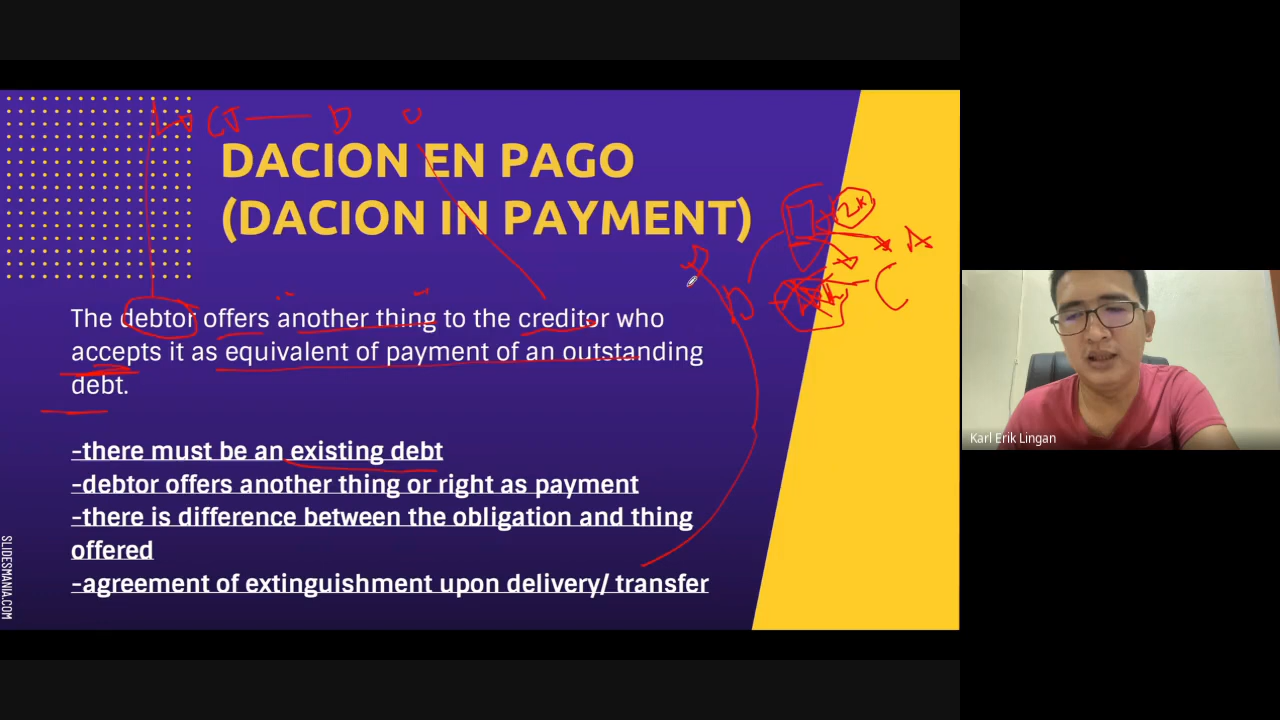 DACION EN PAGO
(DACION IN PAYMENT)
The debtor offers another thing to the creditor who
accepts it as equivalent of payment of an outstanding
debt.
-there must be an existing debt
-debtor offers another thing or right as payment
-there is difference between the obligation and thing
offered
-agreement of extinguishment upon delivery/ transfer
SLIDESMANIA.COM
D
2K
A
D
C
Karl Erik Lingan